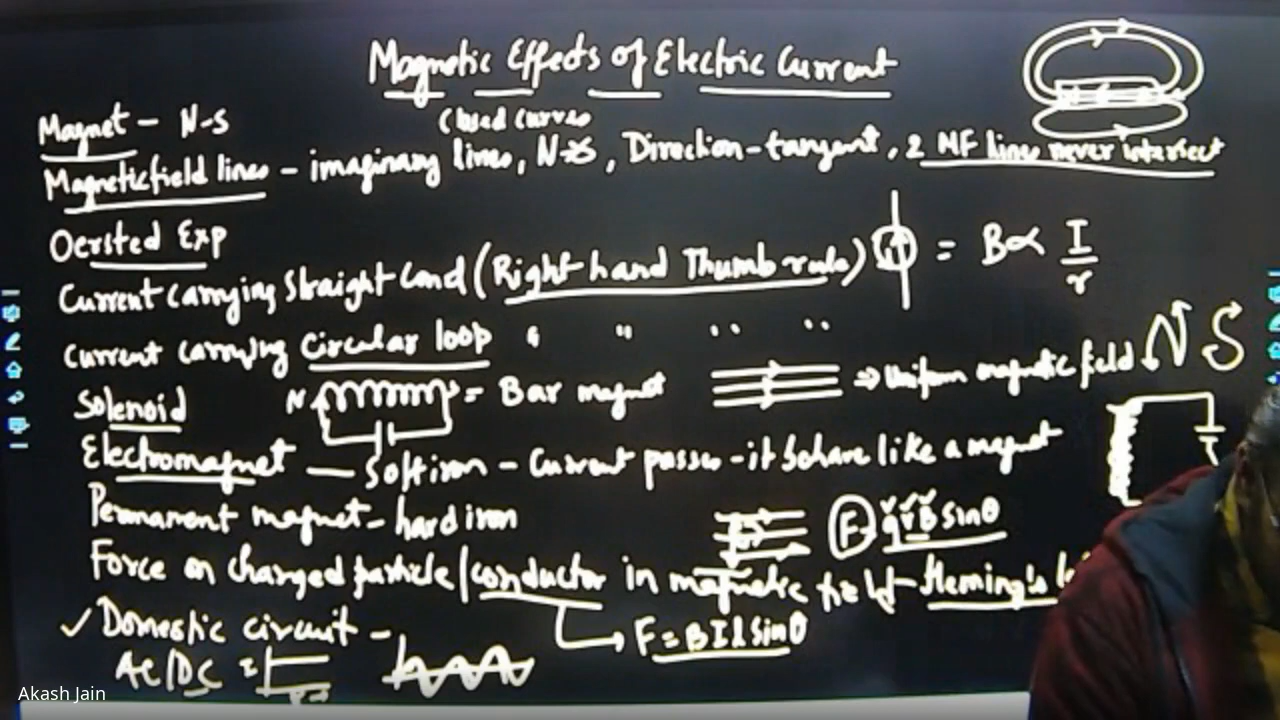 Magnetic Effects of Electric Current
Magnet - N-S
closed curves
Magnetic field lines - imaginary lines, N→S, Direction-tangent, 2 MF lines never intersect
Oersted Exp
Current carrying straight cond (Right hand Thumb rule) = B∝ I/r
Current carrying circular loop " " " "
Solenoid N = Bar magnet ⇒ Uniform magnetic field N S
Electromagnet — Soft iron - Current passes - it behave like a magnet
Permanent magnet - hard iron
F = qvB sinθ
Force on charged particle/conductor in magnetic field - Fleming's
✓ Domestic circuit - F = BIl sinθ
AC/DC =
Akash Jain